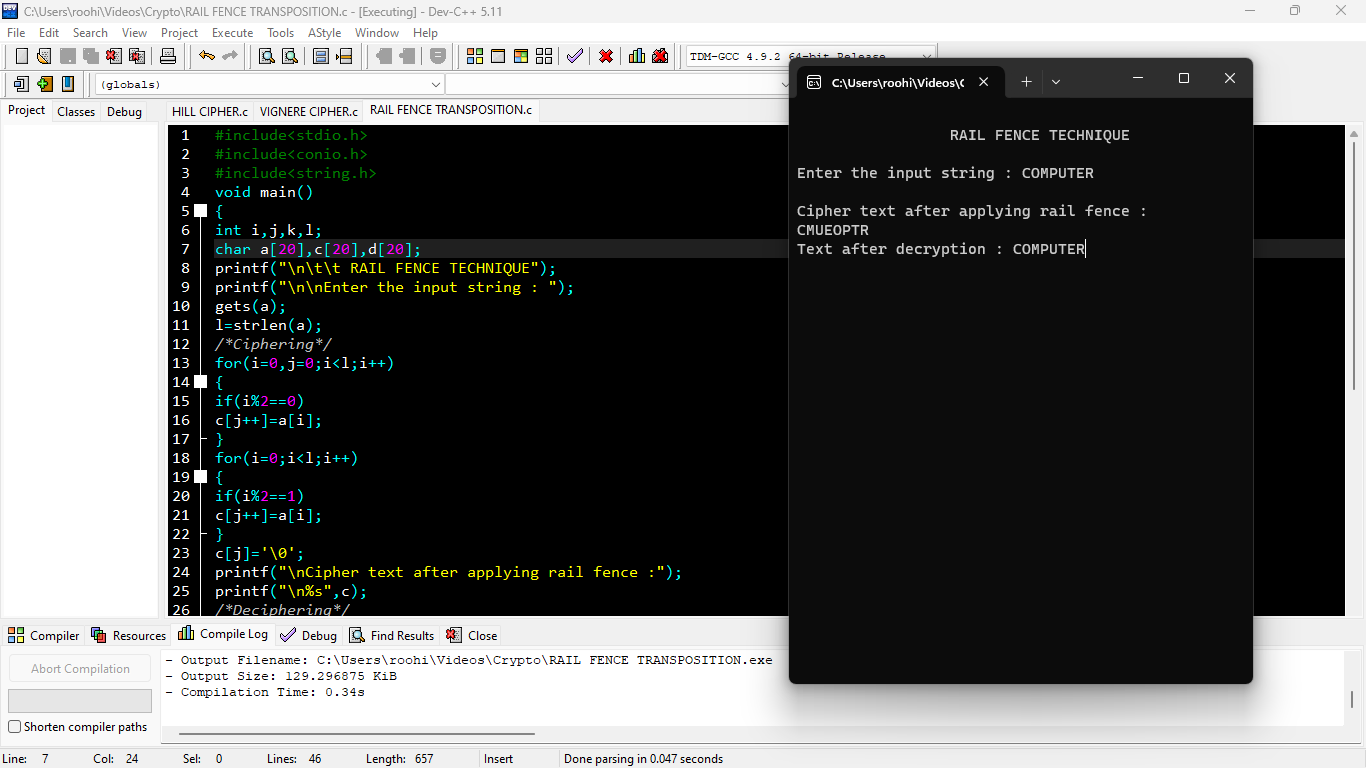 C:\Users\roohi\Videos\Crypto\RAIL FENCE TRANSPOSITION.c - [Executing] - Dev-C++ 5.11
File Edit Search View Project Execute Tools AStyle Window Help
TDM-GCC 4.9.2 64-bit Release
(globals)
Project Classes Debug
HILL CIPHER.c VIGNERE CIPHER.c RAIL FENCE TRANSPOSITION.c
1 #include<stdio.h>
2 #include<conio.h>
3 #include<string.h>
4 void main()
5 {
6 int i,j,k,l;
7 char a[20],c[20],d[20];
8 printf("\n\t\t RAIL FENCE TECHNIQUE");
9 printf("\n\nEnter the input string : ");
10 gets(a);
11 l=strlen(a);
12 /*Ciphering*/
13 for(i=0,j=0;i<l;i++)
14 {
15 if(i%2==0)
16 c[j++]=a[i];
17 }
18 for(i=0;i<l;i++)
19 {
20 if(i%2==1)
21 c[j++]=a[i];
22 }
23 c[j]='\0';
24 printf("\nCipher text after applying rail fence :");
25 printf("\n%s",c);
26 /*Deciphering*/
C:\Users\roohi\Videos\(
RAIL FENCE TECHNIQUE
Enter the input string : COMPUTER
Cipher text after applying rail fence :
CMUEOPTR
Text after decryption : COMPUTER
Compiler Resources Compile Log Debug Find Results Close
Abort Compilation
Shorten compiler paths
- Output Filename: C:\Users\roohi\Videos\Crypto\RAIL FENCE TRANSPOSITION.exe
- Output Size: 129.296875 KiB
- Compilation Time: 0.34s
Line: 7 Col: 24 Sel: 0 Lines: 46 Length: 657 Insert Done parsing in 0.047 seconds